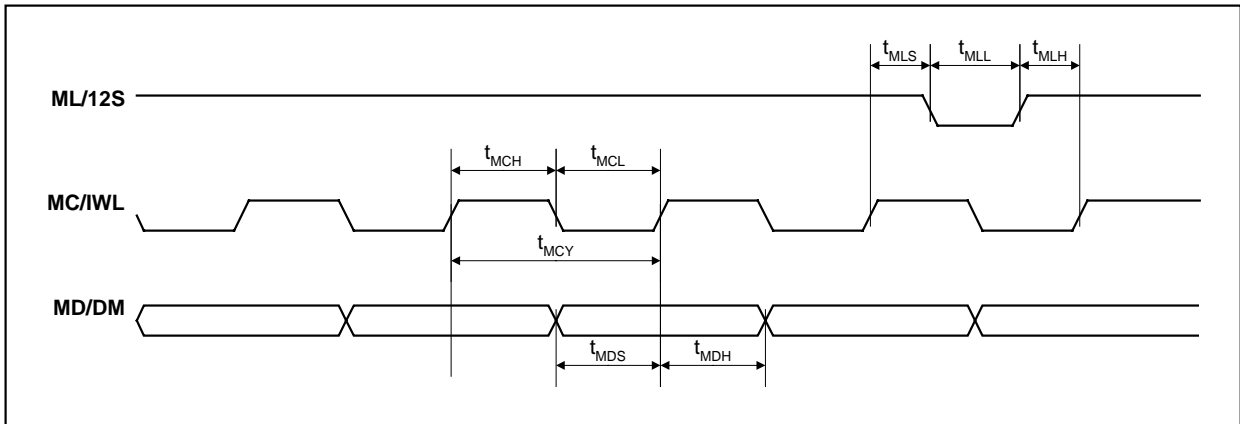 tMLS tMLL tMLH
ML/12S
tMCH tMCL
MC/IWL
tMCY
MD/DM
tMDS tMDH